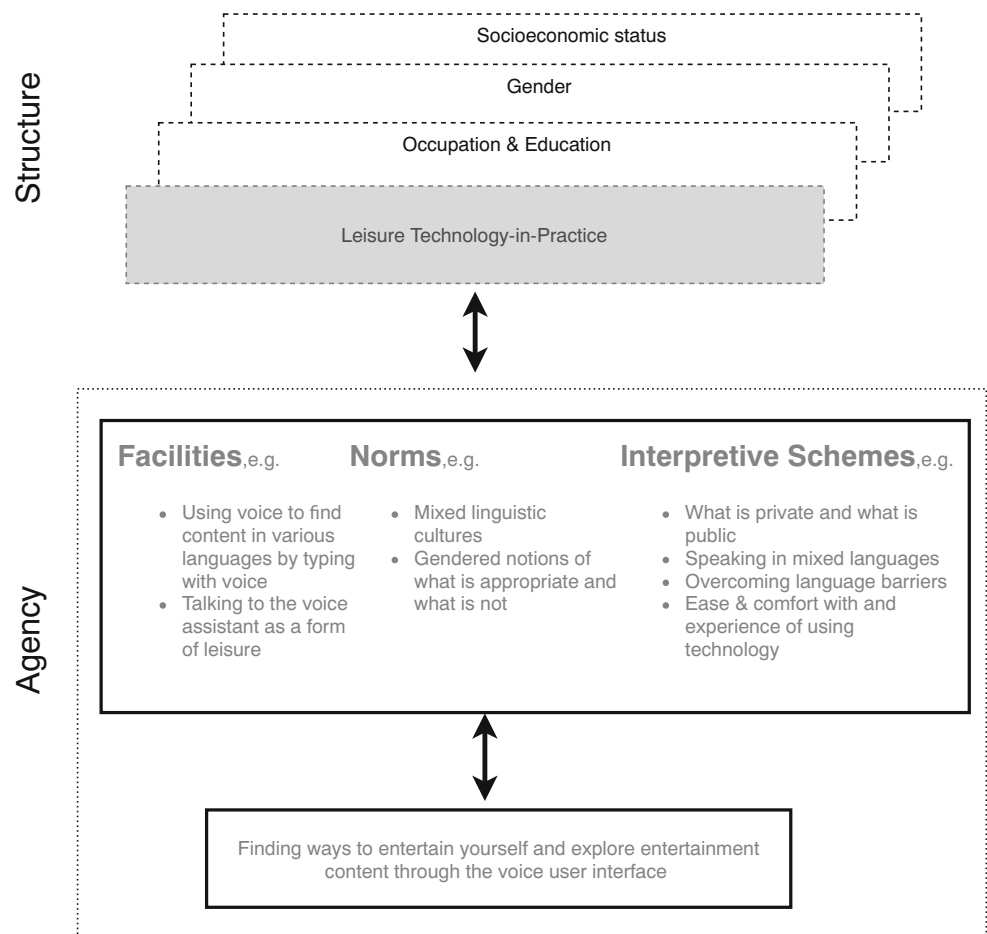 Structure
Socioeconomic status
Gender
Occupation & Education
Leisure Technology-in-Practice
Agency
Facilities,e.g.
• Using voice to find
content in various
languages by typing
with voice
• Talking to the voice
assistant as a form
of leisure
Norms,e.g.
• Mixed linguistic
cultures
• Gendered notions of
what is appropriate and
what is not
Interpretive Schemes,e.g.
• What is private and what is
public
• Speaking in mixed languages
• Overcoming language barriers
• Ease & comfort with and
experience of using
technology
Finding ways to entertain yourself and explore entertainment
content through the voice user interface